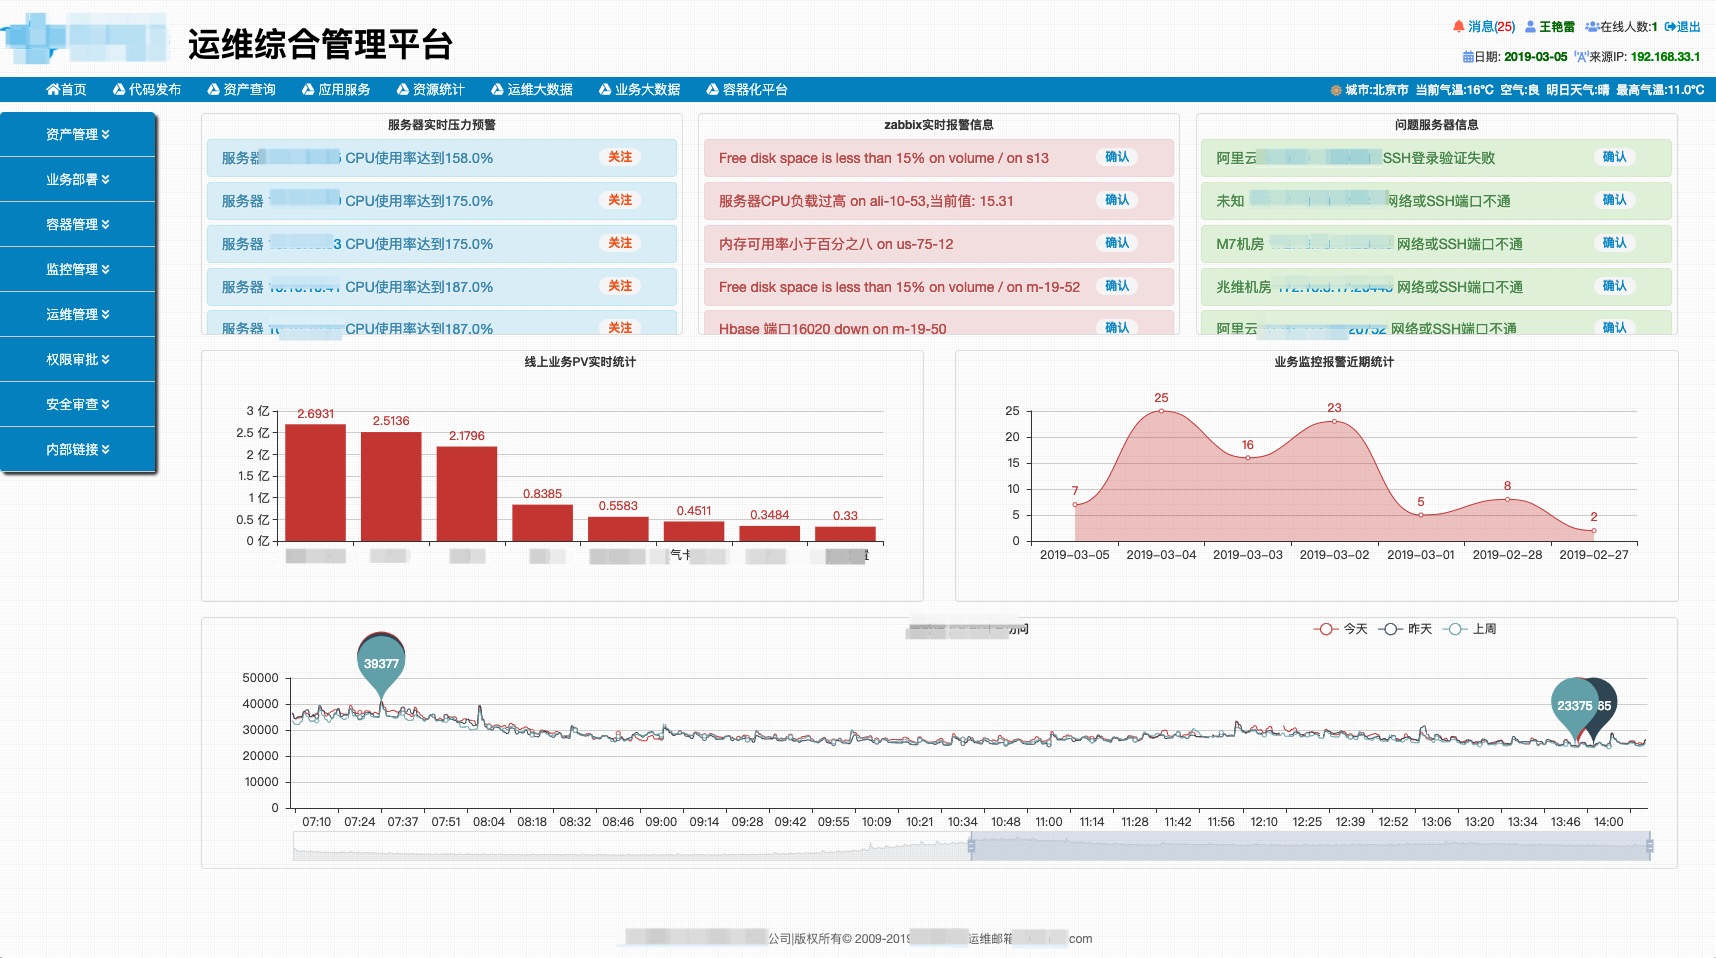 运维综合管理平台
消息(25) 王艳雷 在线人数:1 退出
日期: 2019-03-05 来源IP: 192.168.33.1
首页 代码发布 资产查询 应用服务 资源统计 运维大数据 业务大数据 容器化平台
城市:北京市 当前气温:16℃ 空气:良 明日天气:晴 最高气温:11.0℃
资产管理
业务部署
容器管理
监控管理
运维管理
权限审批
安全审查
内部链接
服务器实时压力预警
服务器 CPU使用率达到158.0% 关注
服务器 CPU使用率达到175.0% 关注
服务器 3 CPU使用率达到175.0% 关注
服务器 CPU使用率达到187.0% 关注
服务器 CPU使用率达到187.0% 关注
zabbix实时报警信息
Free disk space is less than 15% on volume / on s13 确认
服务器CPU负载过高 on ali-10-53,当前值: 15.31 确认
内存可用率小于百分之八 on us-75-12 确认
Free disk space is less than 15% on volume / on m-19-52 确认
Hbase 端口16020 down on m-19-50 确认
问题服务器信息
阿里云 SSH登录验证失败 确认
未知 网络或SSH端口不通 确认
M7机房 网络或SSH端口不通 确认
兆维机房 网络或SSH端口不通 确认
阿里云 网络或SSH端口不通 确认
线上业务PV实时统计
3 亿
2.5 亿
2 亿
1.5 亿
1 亿
0.5 亿
0 亿
2.6931 2.5136 2.1796 0.8385 0.5583 0.4511 0.3484 0.33
业务监控报警近期统计
25
20
15
10
5
0
7 25 16 23 5 8 2
2019-03-05 2019-03-04 2019-03-03 2019-03-02 2019-03-01 2019-02-28 2019-02-27
访问
今天 昨天 上周
39377
23375 85
50000
40000
30000
20000
10000
0
07:10 07:24 07:37 07:51 08:04 08:18 08:32 08:46 09:00 09:14 09:28 09:42 09:55 10:09 10:21 10:34 10:48 11:00 11:14 11:28 11:42 11:56 12:10 12:25 12:39 12:52 13:06 13:20 13:34 13:46 14:00
公司|版权所有© 2009-2019 运维邮箱 com